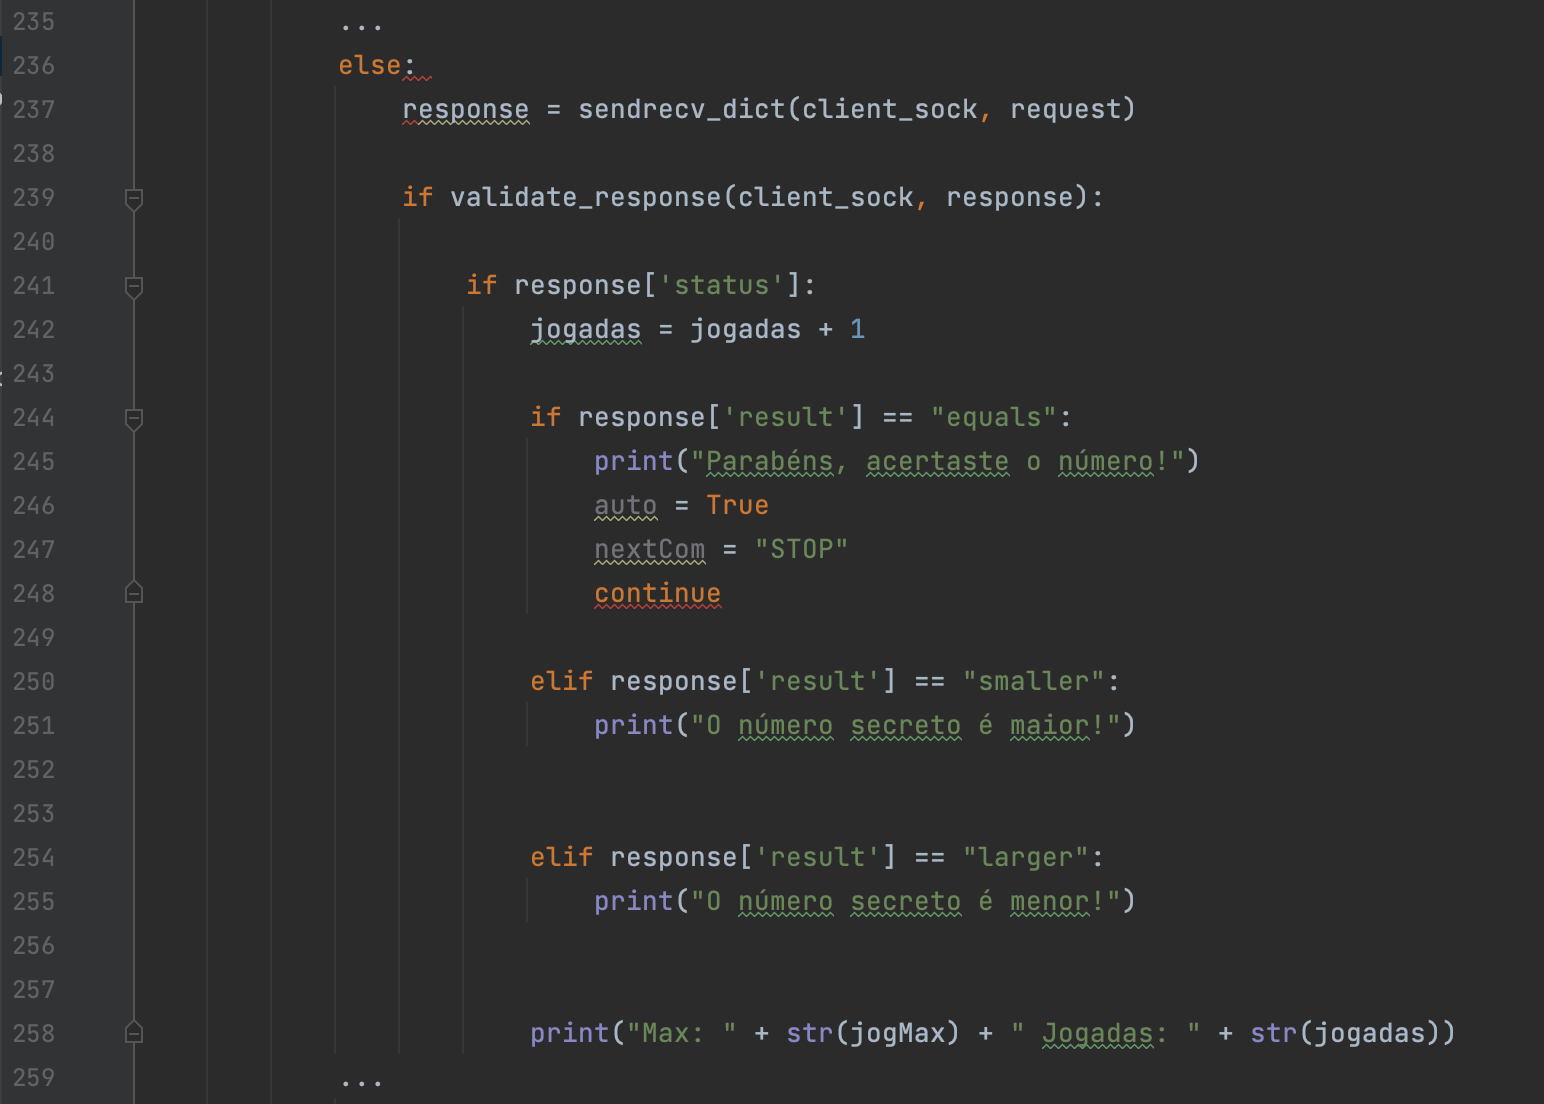 235 ...
236 else:
237 response = sendrecv_dict(client_sock, request)
238
239 if validate_response(client_sock, response):
240
241 if response['status']:
242 jogadas = jogadas + 1
243
244 if response['result'] == "equals":
245 print("Parabéns, acertaste o número!")
246 auto = True
247 nextCom = "STOP"
248 continue
249
250 elif response['result'] == "smaller":
251 print("O número secreto é maior!")
252
253
254 elif response['result'] == "larger":
255 print("O número secreto é menor!")
256
257
258 print("Max: " + str(jogMax) + " Jogadas: " + str(jogadas))
259 ...